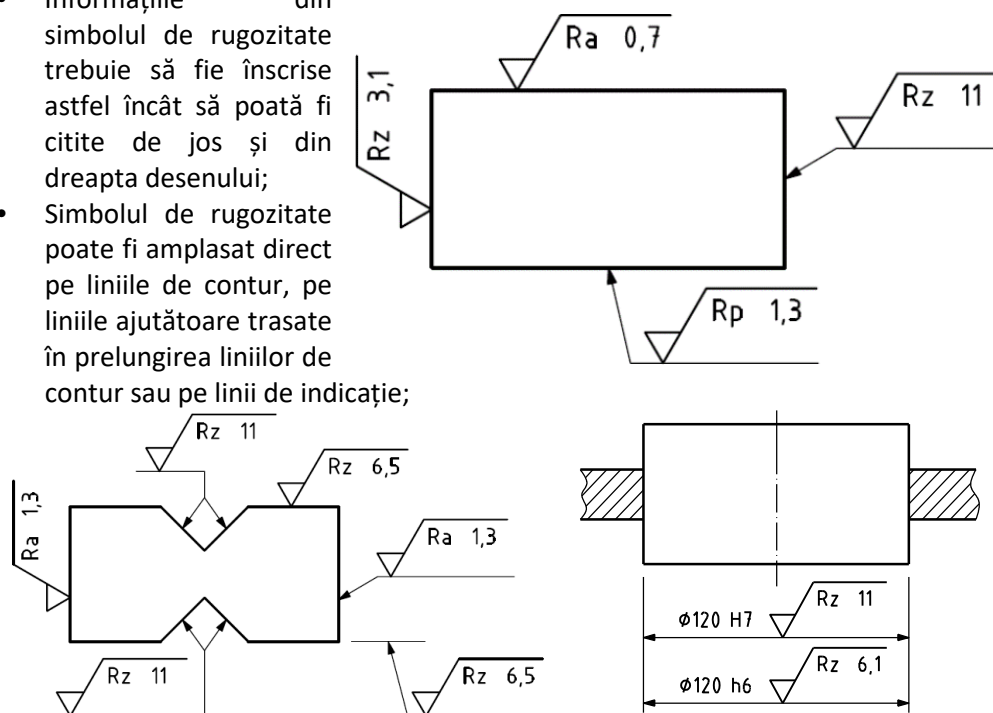 • Informațiile din
simbolul de rugozitate
trebuie să fie înscrise
astfel încât să poată fi
citite de jos și din
dreapta desenului;
• Simbolul de rugozitate
poate fi amplasat direct
pe liniile de contur, pe
liniile ajutătoare trasate
în prelungirea liniilor de
contur sau pe linii de indicație;
Ra 0,7
Rz 3,1
Rz 11
Rp 1,3
Rz 11
Rz 6,5
Ra 1,3
Ra 1,3
Rz 11
Rz 6,5
Rz 11
⌀120 H7
Rz 6,1
⌀120 h6